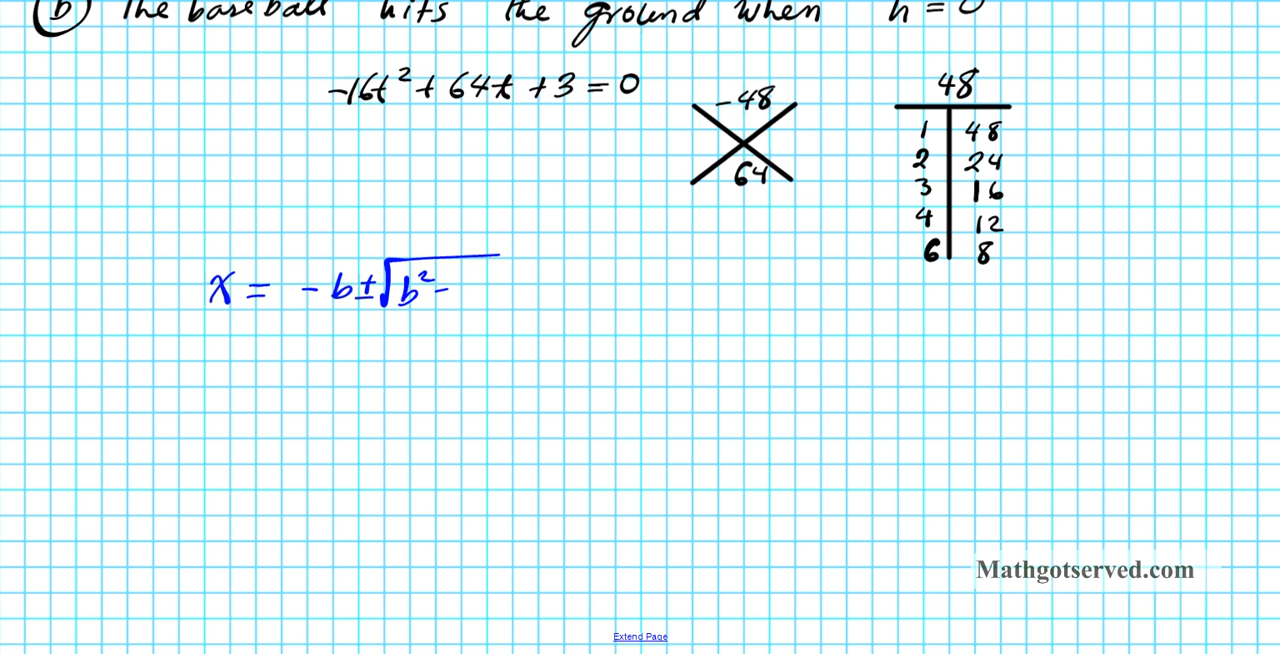 (b) The baseball hits the ground when h = 0
-16t² + 64t + 3 = 0
-48
64
48
1 48
2 24
3 16
4 12
6 8
x = -b±√b²-
Mathgotserved.com
Extend Page